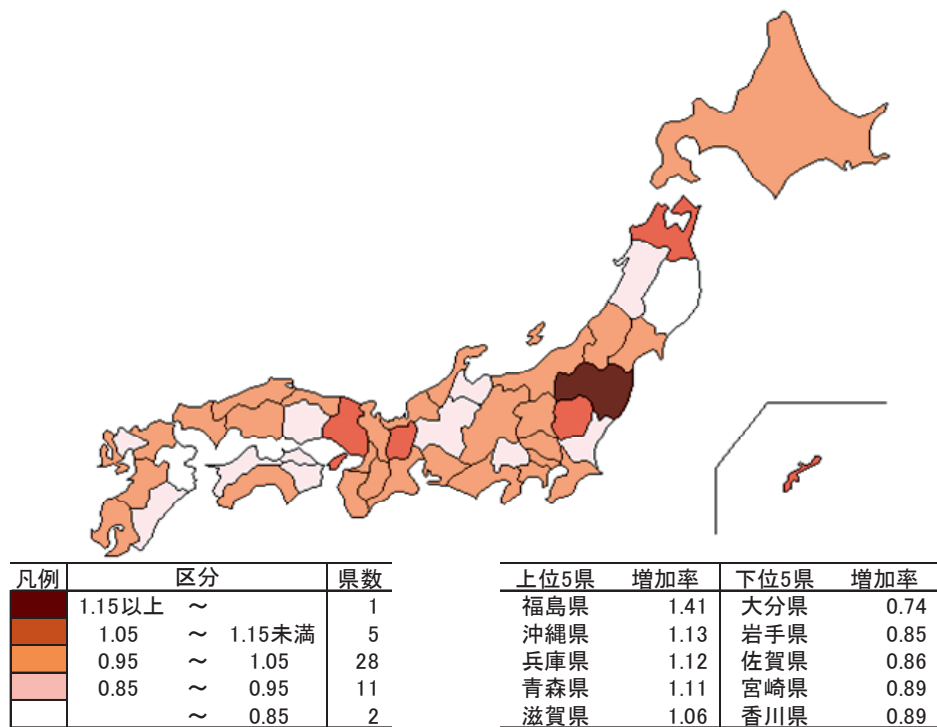 凡例 区分 県数
1.15以上 ～ 1
1.05 ～ 1.15未満 5
0.95 ～ 1.05 28
0.85 ～ 0.95 11
～ 0.85 2
上位5県 増加率 下位5県 増加率
福島県 1.41 大分県 0.74
沖縄県 1.13 岩手県 0.85
兵庫県 1.12 佐賀県 0.86
青森県 1.11 宮崎県 0.89
滋賀県 1.06 香川県 0.89